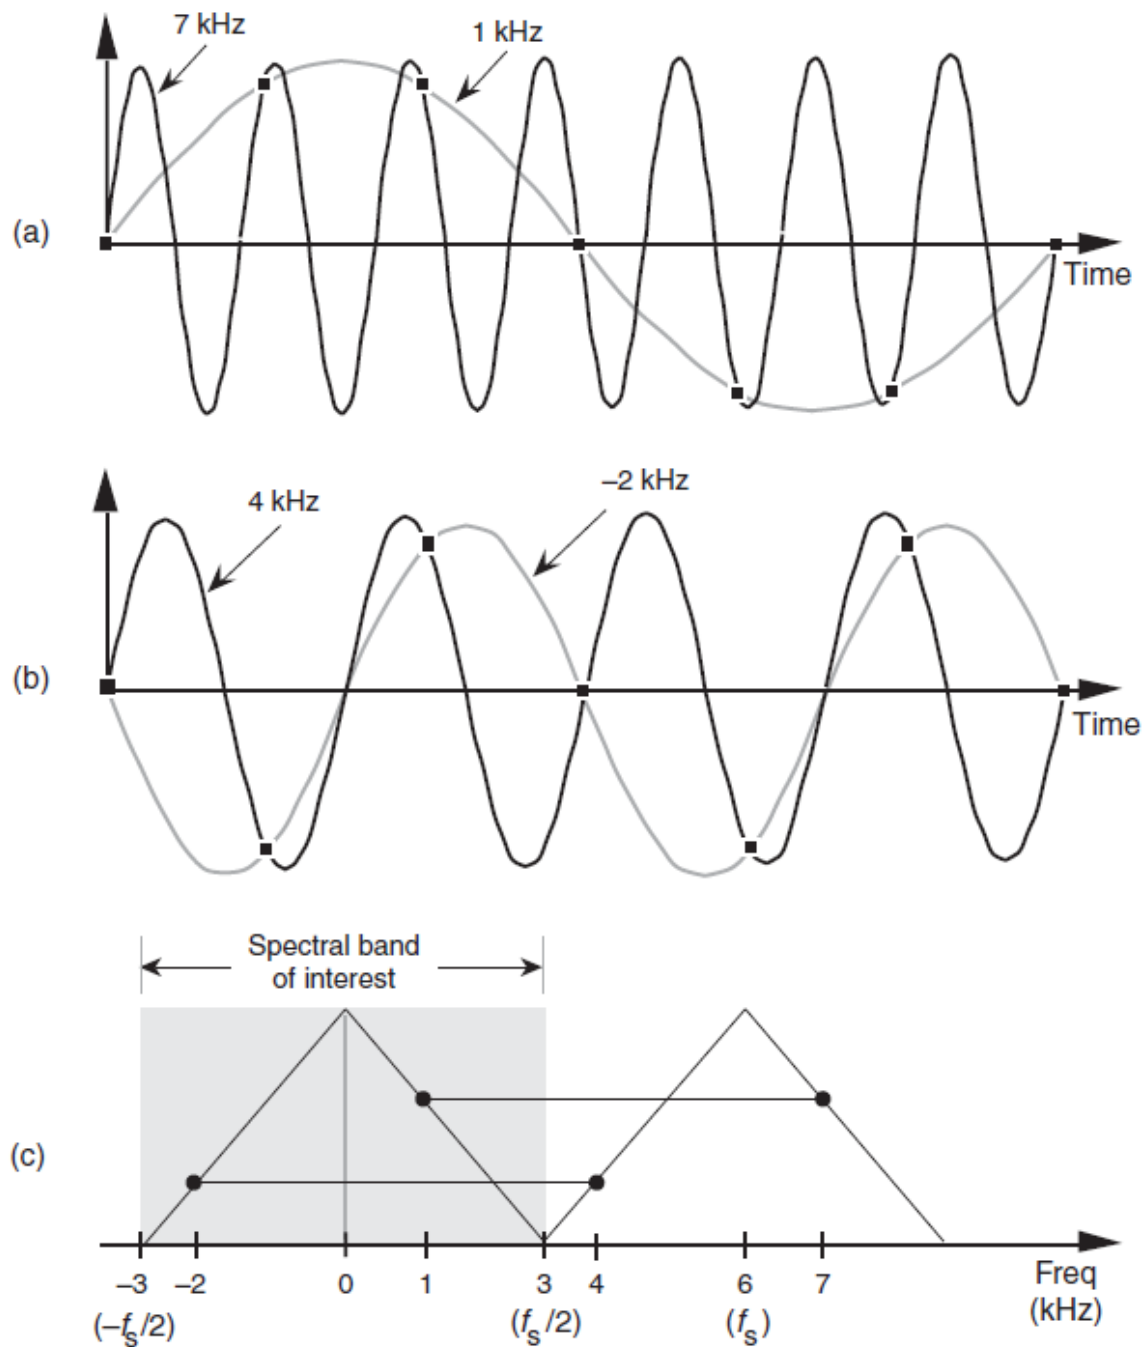 7 kHz
1 kHz
(a)
Time
4 kHz
–2 kHz
(b)
Time
Spectral band
of interest
(c)
–3 –2 0 1 3 4 6 7 Freq
(–fs/2) (fs/2) (fs) (kHz)